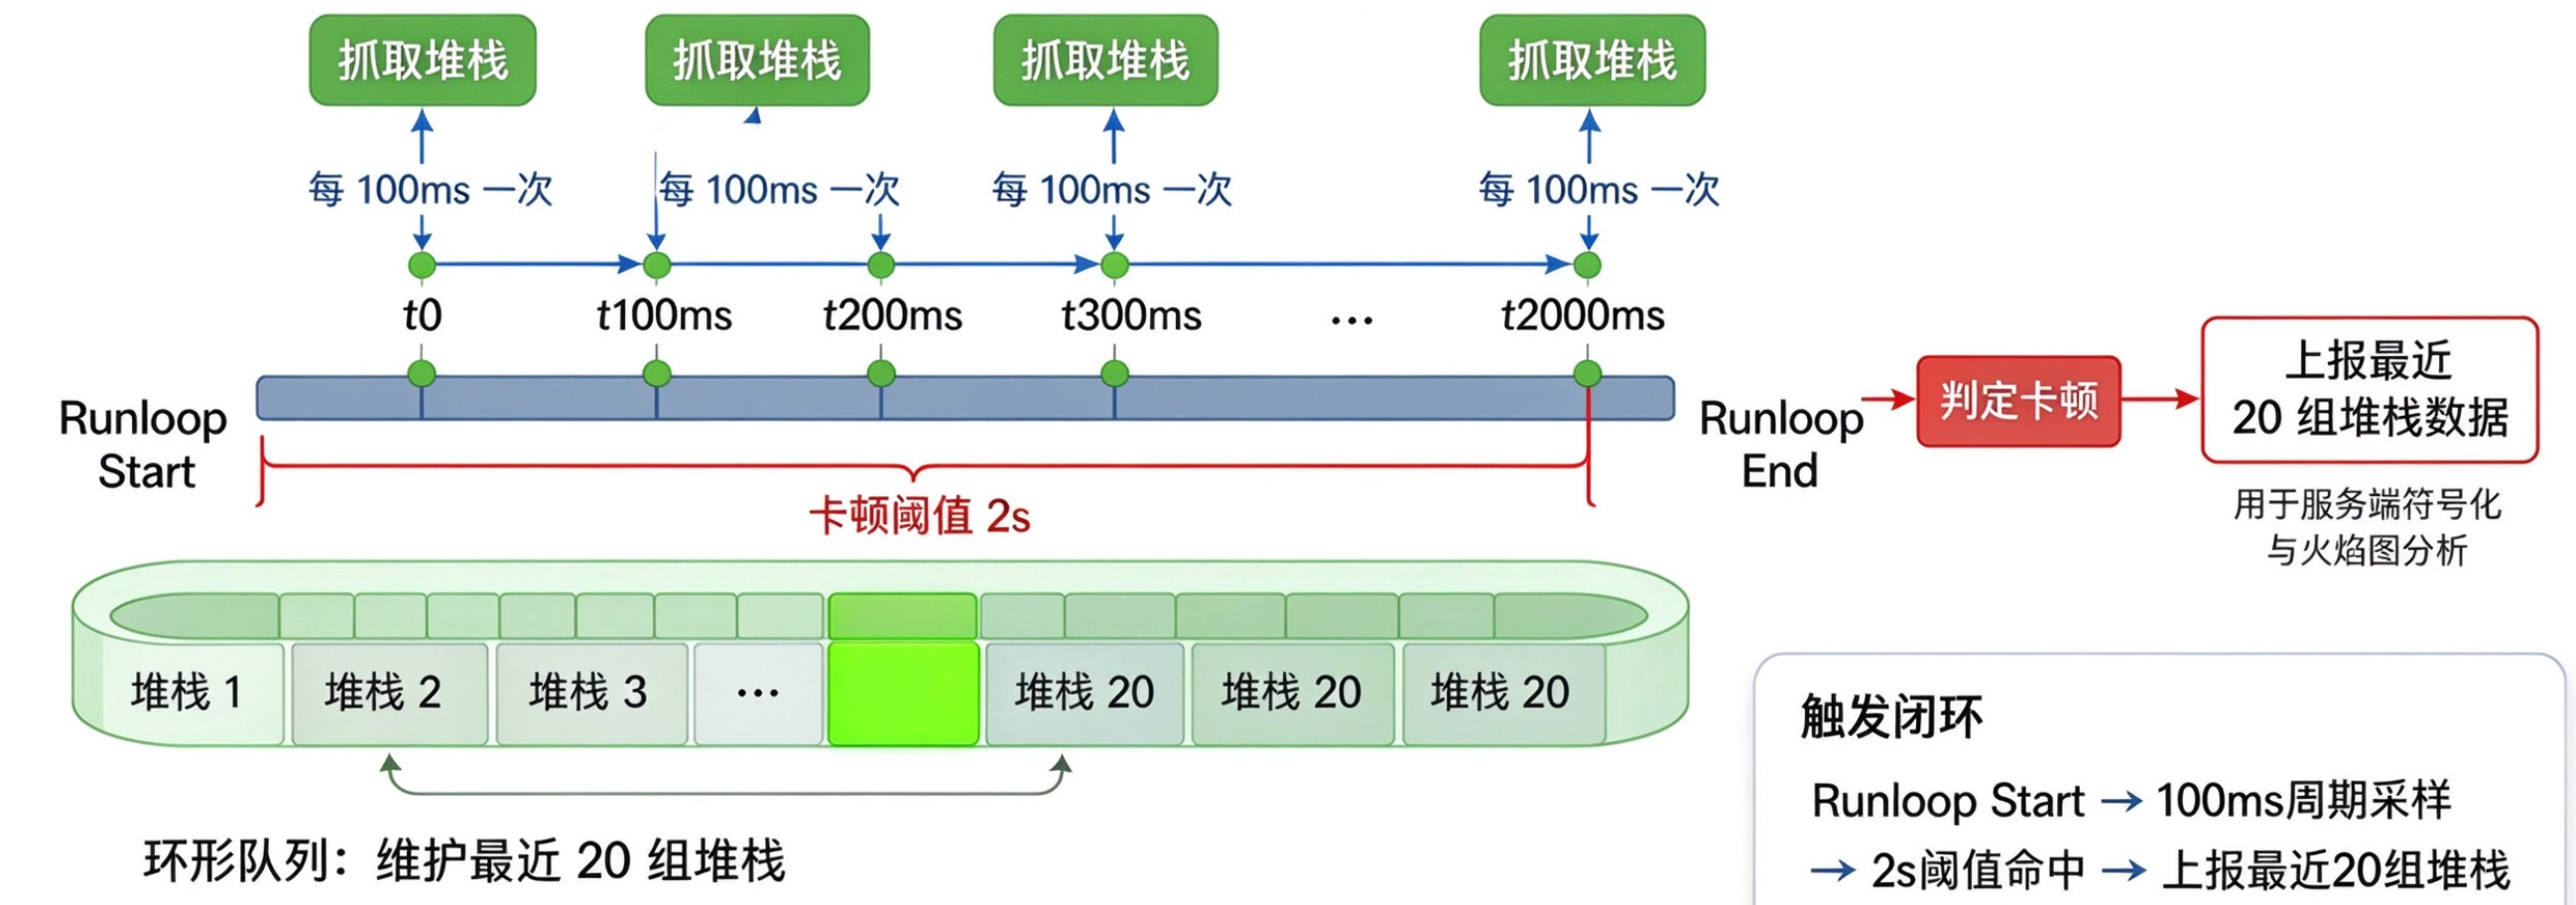 抓取堆栈
抓取堆栈
抓取堆栈
抓取堆栈
每 100ms 一次
每 100ms 一次
每 100ms 一次
每 100ms 一次
t0
t100ms
t200ms
t300ms
...
t2000ms
Runloop
Start
Runloop
End
判定卡顿
上报最近
20 组堆栈数据
用于服务端符号化
与火焰图分析
卡顿阈值 2s
堆栈 1
堆栈 2
堆栈 3
...
堆栈 20
堆栈 20
堆栈 20
环形队列：维护最近 20 组堆栈
触发闭环
Runloop Start → 100ms周期采样
→ 2s阈值命中 → 上报最近20组堆栈